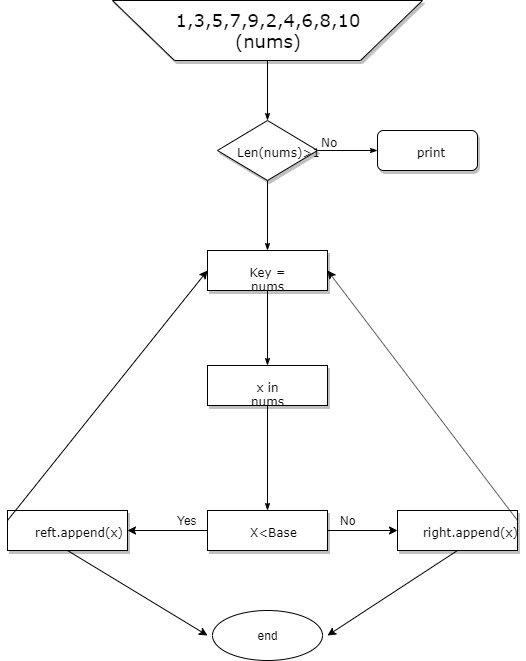 1,3,5,7,9,2,4,6,8,10
(nums)
Len(nums)>1
No
print
Key =
nums
x in
nums
Yes
No
reft.append(x)
X<Base
right.append(x)
end